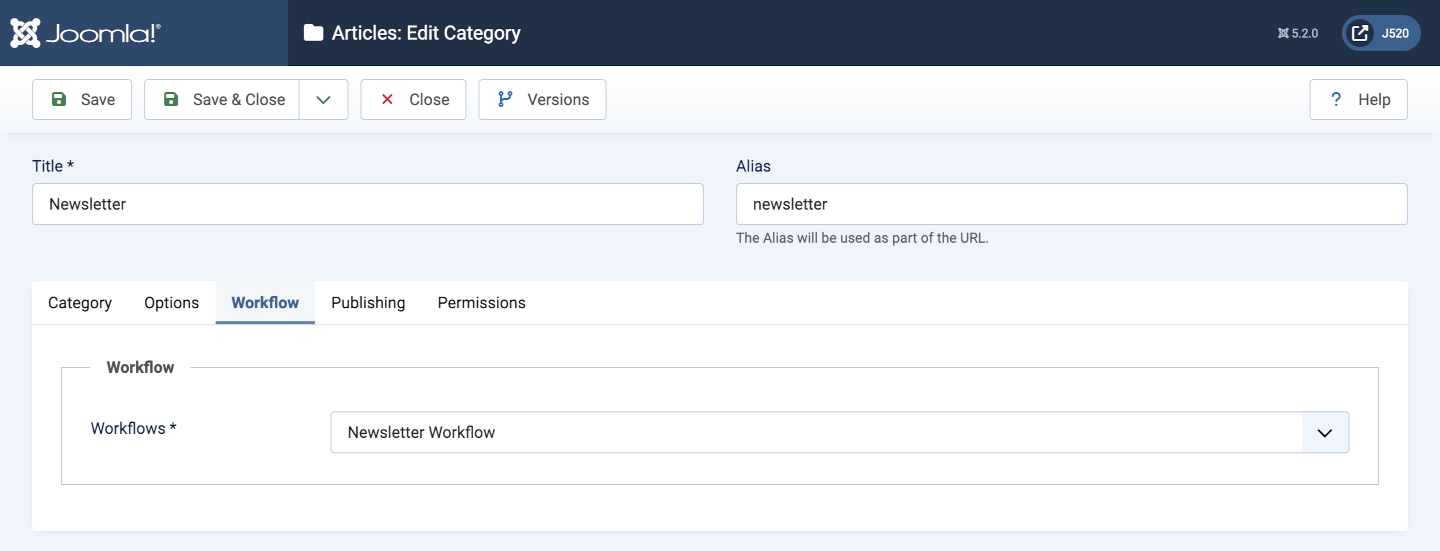 Joomla!® Articles: Edit Category 5.2.0 J520
Save Save & Close Close Versions ? Help
Title * Alias
Newsletter newsletter
The Alias will be used as part of the URL.
Category Options Workflow Publishing Permissions
Workflow
Workflows * Newsletter Workflow